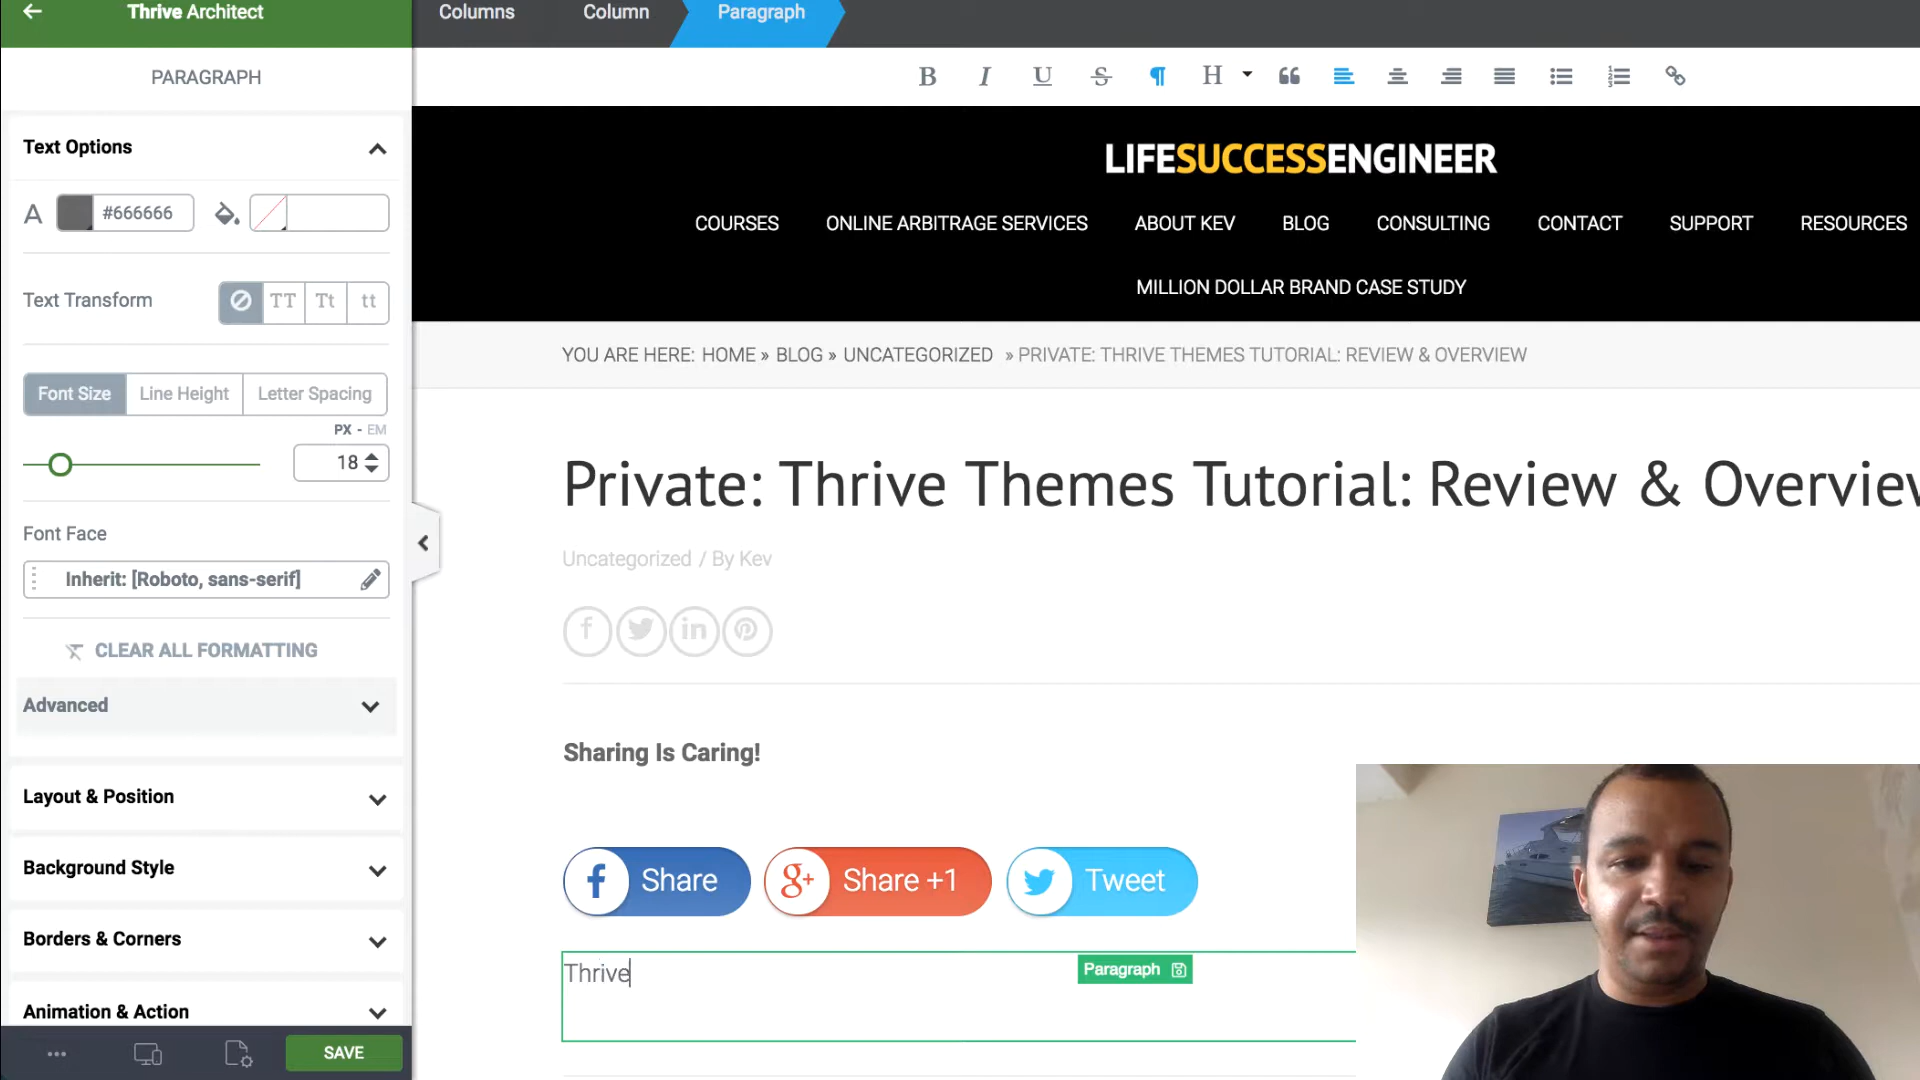 Thrive Architect
Columns
Column
Paragraph
PARAGRAPH
B I U S ¶ H
Text Options
A #666666
Text Transform
TT Tt tt
Font Size Line Height Letter Spacing
PX - EM
18
Font Face
Inherit: [Roboto, sans-serif]
CLEAR ALL FORMATTING
Advanced
Layout & Position
Background Style
Borders & Corners
Animation & Action
SAVE
LIFESUCCESSENGINEER
COURSES ONLINE ARBITRAGE SERVICES ABOUT KEV BLOG CONSULTING CONTACT SUPPORT RESOURCES
MILLION DOLLAR BRAND CASE STUDY
YOU ARE HERE: HOME » BLOG » UNCATEGORIZED » PRIVATE: THRIVE THEMES TUTORIAL: REVIEW & OVERVIEW
Private: Thrive Themes Tutorial: Review & Overview
Uncategorized / By Kev
Sharing Is Caring!
Share
Share +1
Tweet
Thrive
Paragraph